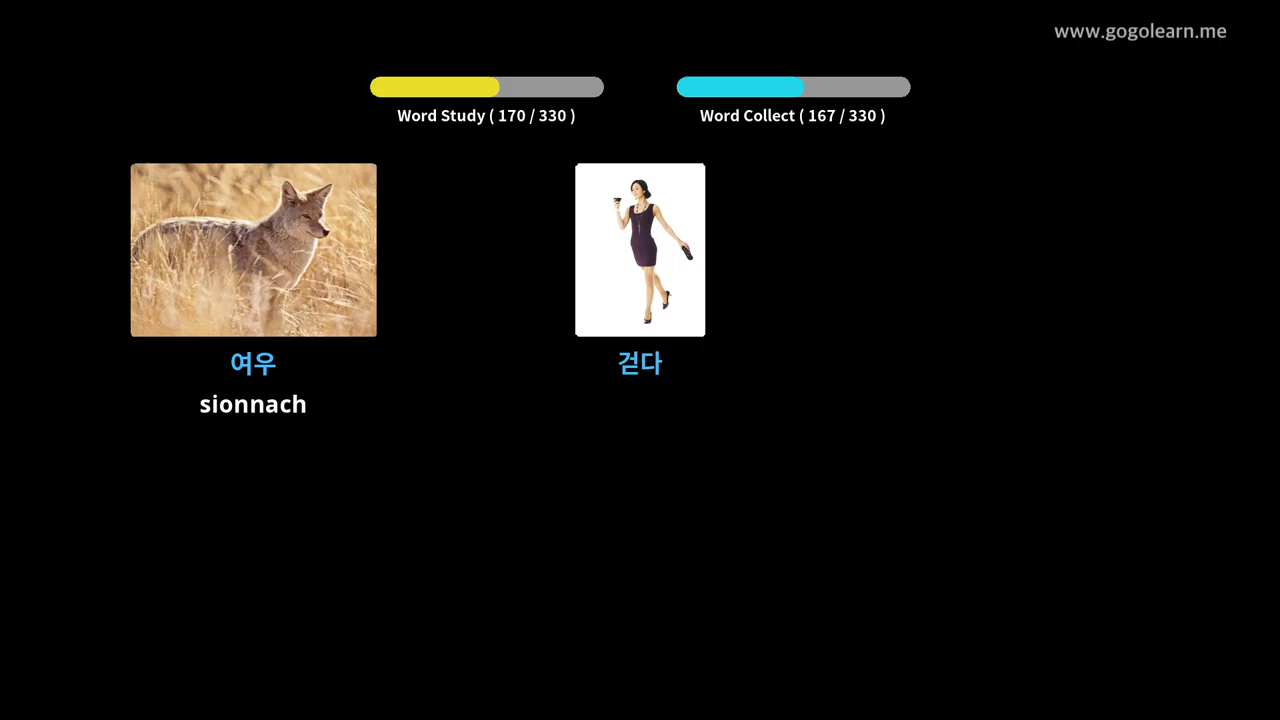 www.gogolearn.me
Word Study ( 170 / 330 )
Word Collect ( 167 / 330 )
여우
걷다
sionnach